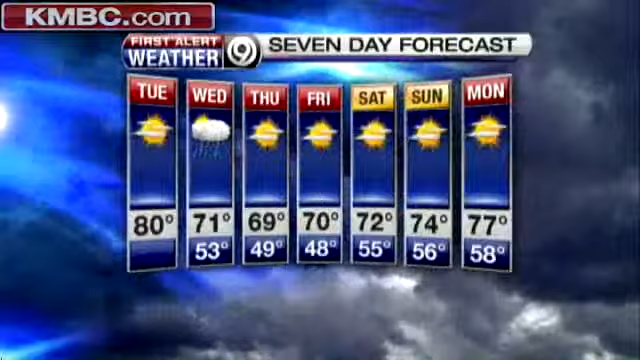 KMBC.com
FIRST ALERT
WEATHER 9
SEVEN DAY FORECAST
TUE WED THU FRI SAT SUN MON
80° 71° 69° 70° 72° 74° 77°
53° 49° 48° 55° 56° 58°